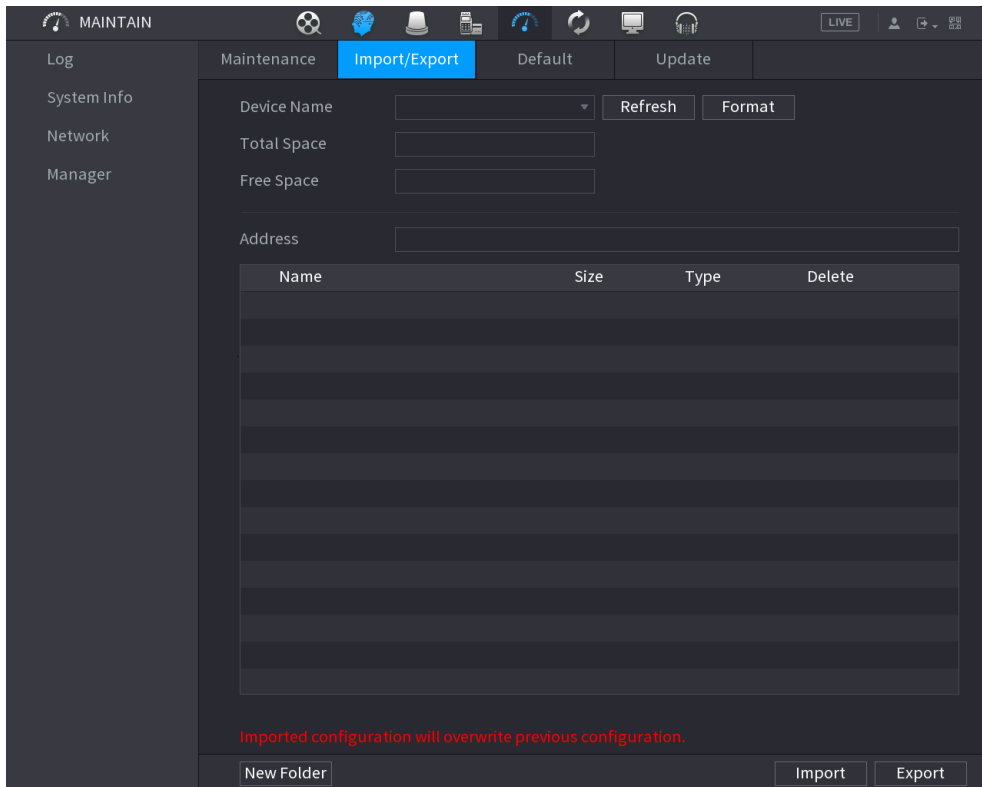 MAINTAIN LIVE
Log
System Info
Network
Manager
Maintenance Import/Export Default Update
Device Name Refresh Format
Total Space
Free Space
Address
Name Size Type Delete
Imported configuration will overwrite previous configuration.
New Folder Import Export